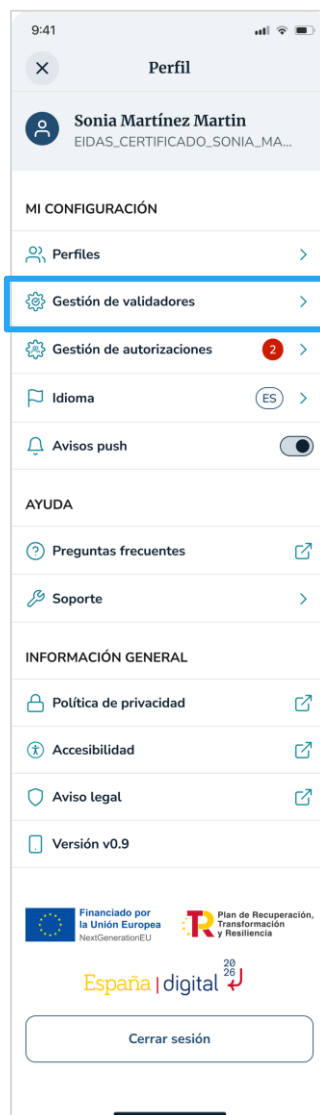 9:41
Perfil
Sonia Martínez Martin
EIDAS_CERTIFICADO_SONIA_MA...
MI CONFIGURACIÓN
Perfiles
Gestión de validadores
Gestión de autorizaciones 2
Idioma ES
Avisos push
AYUDA
Preguntas frecuentes
Soporte
INFORMACIÓN GENERAL
Política de privacidad
Accesibilidad
Aviso legal
Versión v0.9
Financiado por
la Unión Europea
NextGenerationEU
Plan de Recuperación,
Transformación
y Resiliencia
España | digital 2026
Cerrar sesión